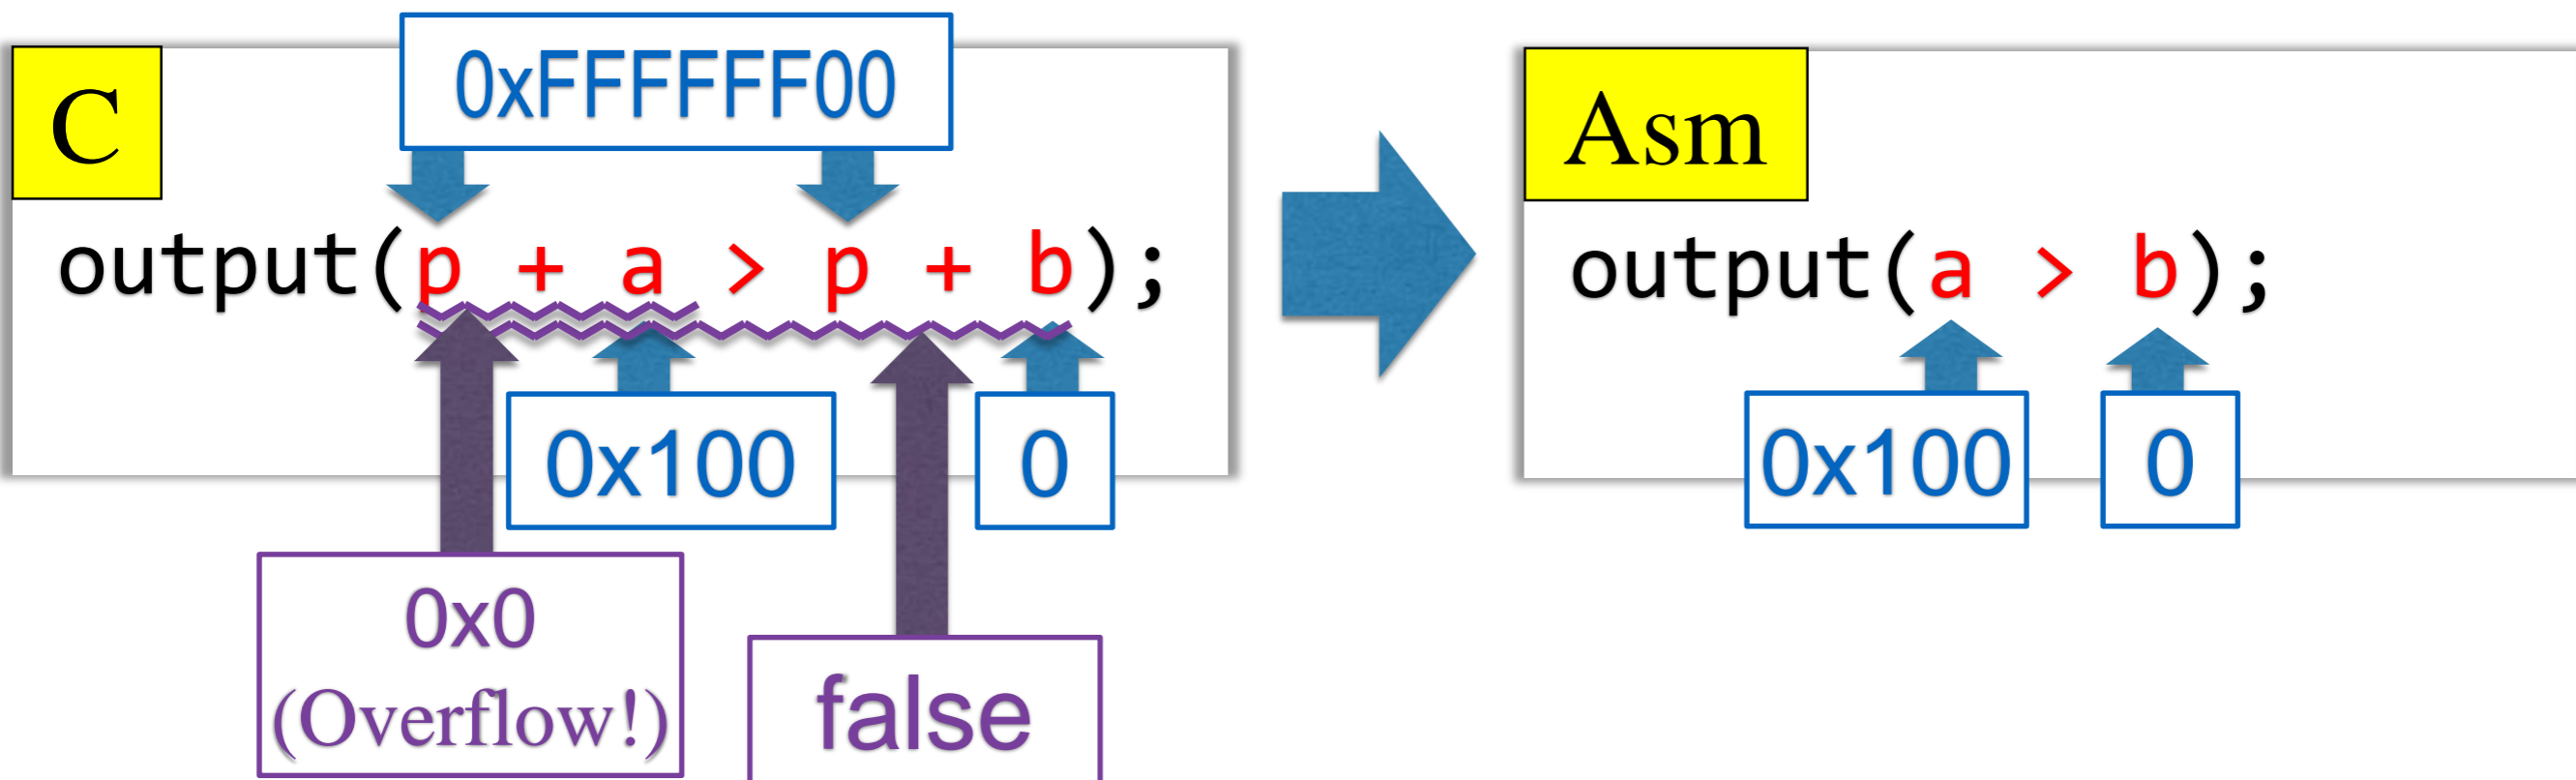 C
0xFFFFFF00
output(p + a > p + b);
0x100
0
0x0
(Overflow!)
false
Asm
output(a > b);
0x100
0